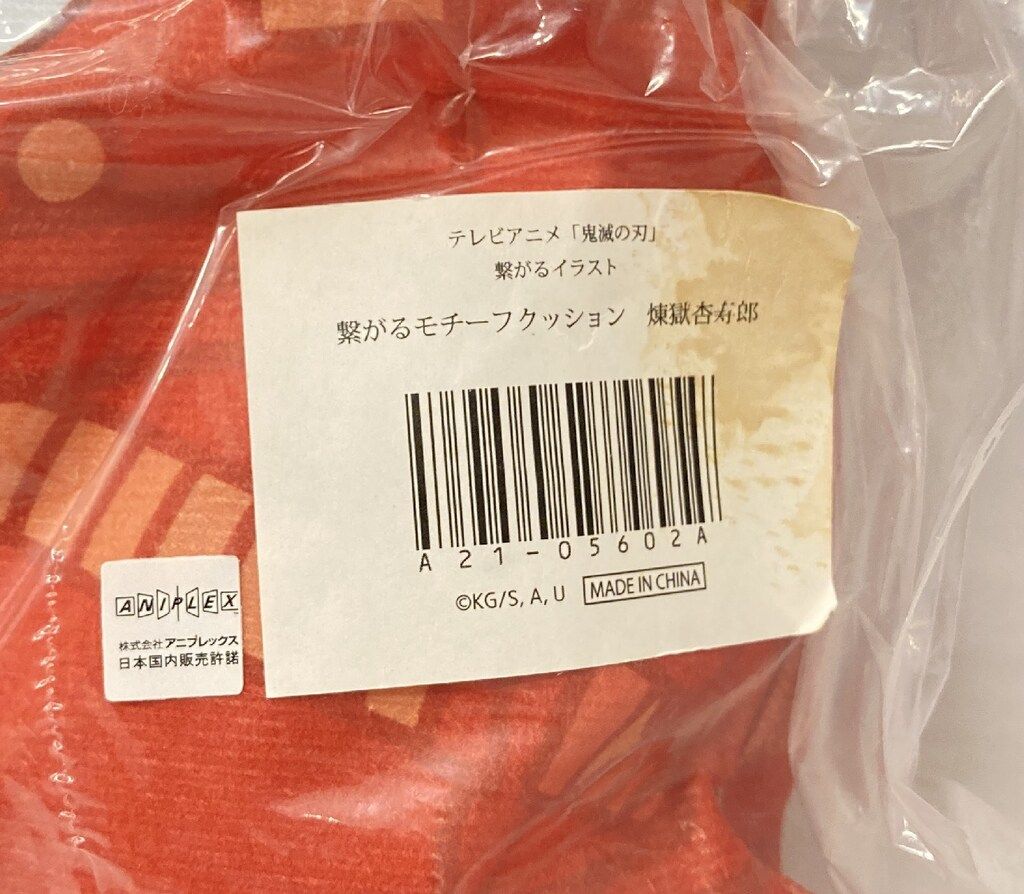 テレビアニメ「鬼滅の刃」
繋がるイラスト
繋がるモチーフクッション 煉獄杏寿郎
A21-05602A
©KG/S, A, U MADE IN CHINA
ANIPLEX
株式会社アニプレックス
日本国内販売許諾